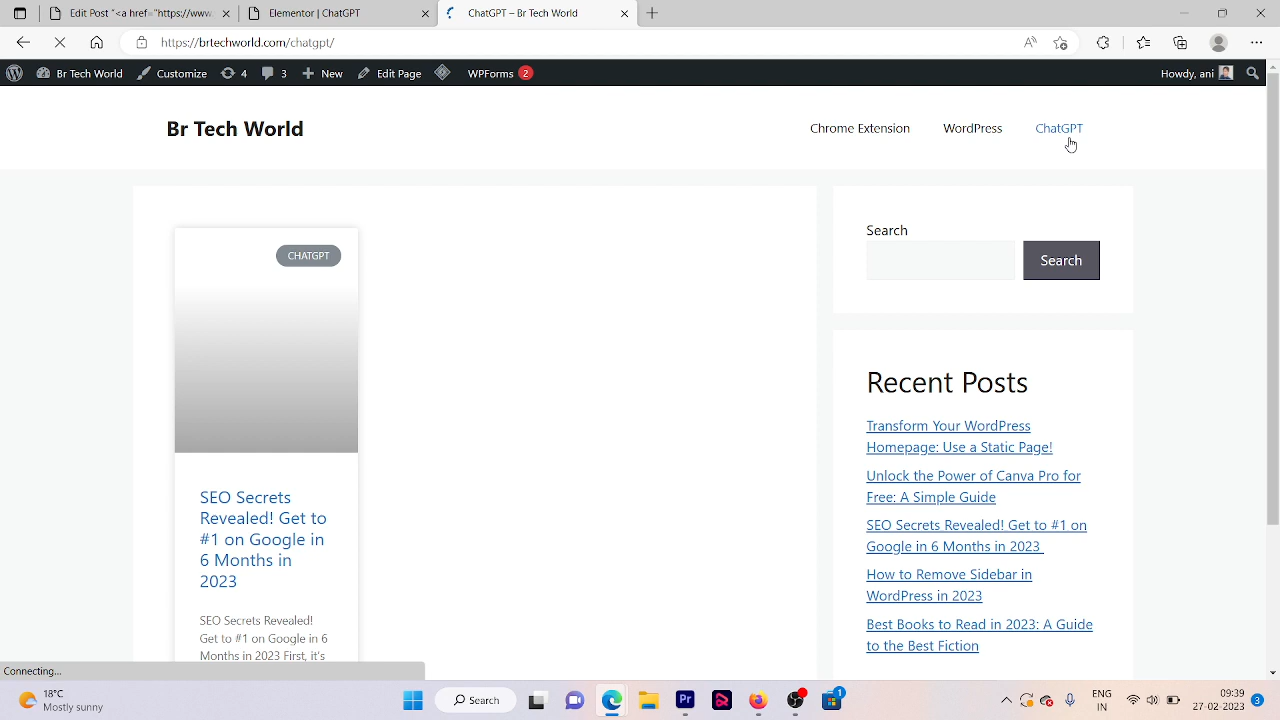 Edit Post "<a href="https://www
Elementor | ChatGPT
ChatGPT – Br Tech World
https://brtechworld.com/chatgpt/
Br Tech World
Customize
4
3
New
Edit Page
WPForms
2
Howdy, ani
Br Tech World
Chrome Extension
WordPress
ChatGPT
CHATGPT
SEO Secrets
Revealed! Get to
#1 on Google in
6 Months in
2023
SEO Secrets Revealed!
Get to #1 on Google in 6
Months in 2023 First, it's
Search
Search
Recent Posts
Transform Your WordPress
Homepage: Use a Static Page!
Unlock the Power of Canva Pro for
Free: A Simple Guide
SEO Secrets Revealed! Get to #1 on
Google in 6 Months in 2023
How to Remove Sidebar in
WordPress in 2023
Best Books to Read in 2023: A Guide
to the Best Fiction
Connecting...
18°C
Mostly sunny
Search
Pr
1
ENG
IN
09:39
27-02-2023
3